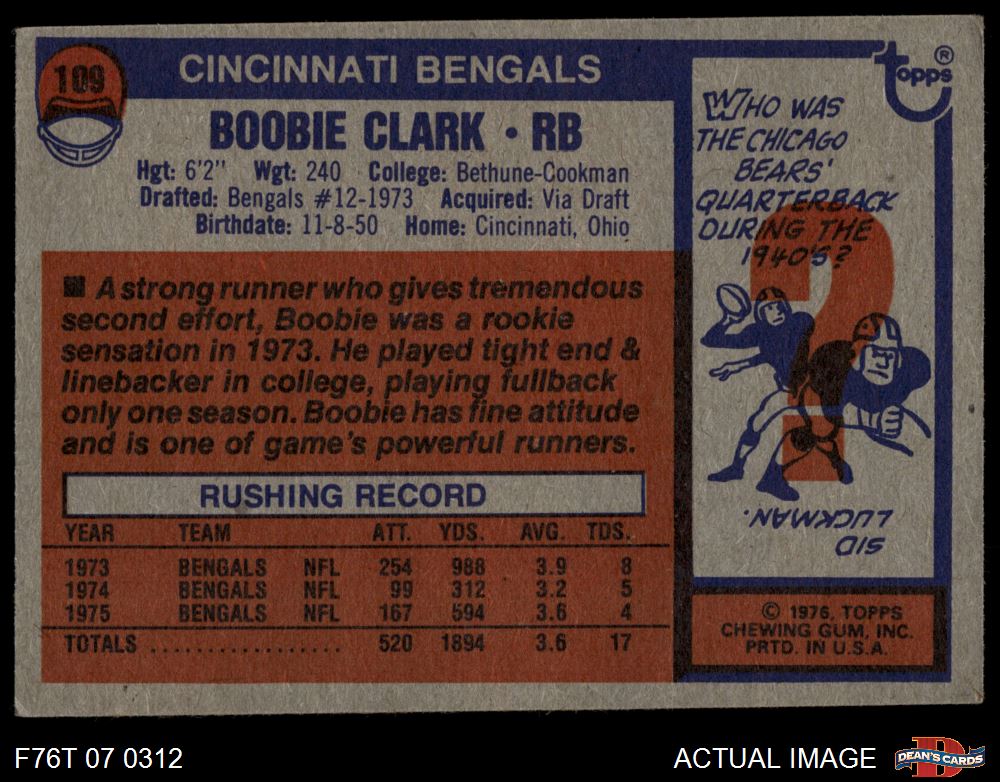 109
CINCINNATI BENGALS
BOOBIE CLARK • RB
Hgt: 6'2" Wgt: 240 College: Bethune-Cookman
Drafted: Bengals #12-1973 Acquired: Via Draft
Birthdate: 11-8-50 Home: Cincinnati, Ohio
■ A strong runner who gives tremendous
second effort, Boobie was a rookie
sensation in 1973. He played tight end &
linebacker in college, playing fullback
only one season. Boobie has fine attitude
and is one of game's powerful runners.
RUSHING RECORD
YEAR TEAM ATT. YDS. AVG. TDS.
1973 BENGALS NFL 254 988 3.9 8
1974 BENGALS NFL 99 312 3.2 5
1975 BENGALS NFL 167 594 3.6 4
TOTALS .................. 520 1894 3.6 17
topps ®
WHO WAS
THE CHICAGO
BEARS'
QUARTERBACK
DURING THE
1940'S?
?
SID
LUCKMAN.
© 1976, TOPPS
CHEWING GUM, INC.
PRTD. IN U.S.A.
F76T 07 0312
ACTUAL IMAGE
D
DEAN'S CARDS